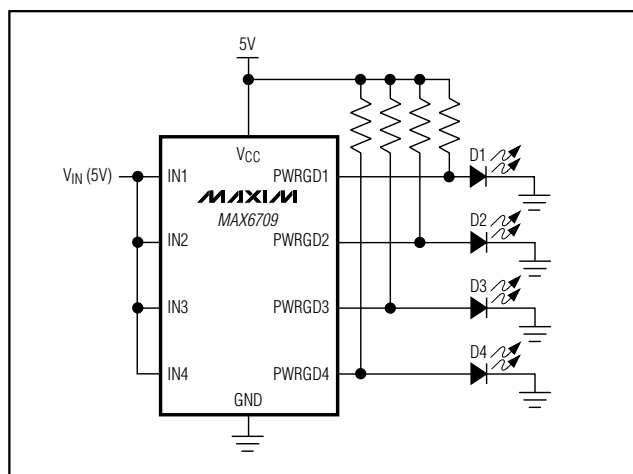 5V
VCC
VIN (5V)
IN1
PWRGD1
D1
MAXIM
MAX6709
IN2
PWRGD2
D2
IN3
PWRGD3
D3
IN4
PWRGD4
D4
GND